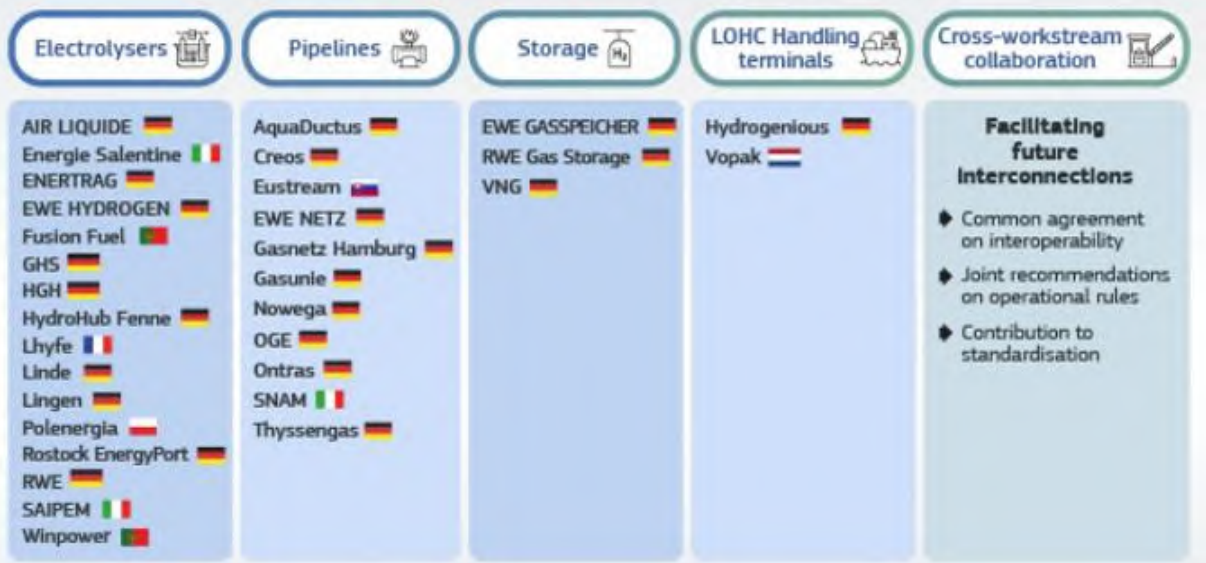 Electrolysers
Pipelines
Storage
H₂
LOHC Handling
terminals
Cross-workstream
collaboration
AIR LIQUIDE
Energie Salentine
ENERTRAG
EWE HYDROGEN
Fusion Fuel
GHS
HGH
HydroHub Fenne
Lhyfe
Linde
Lingen
Polenergia
Rostock EnergyPort
RWE
SAIPEM
Winpower
AquaDuctus
Creos
Eustream
EWE NETZ
Gasnetz Hamburg
Gasunie
Nowega
OGE
Ontras
SNAM
Thyssengas
EWE GASSPEICHER
RWE Gas Storage
VNG
Hydrogenious
Vopak
Facilitating
future
interconnections
Common agreement
on interoperability
Joint recommendations
on operational rules
Contribution to
standardisation